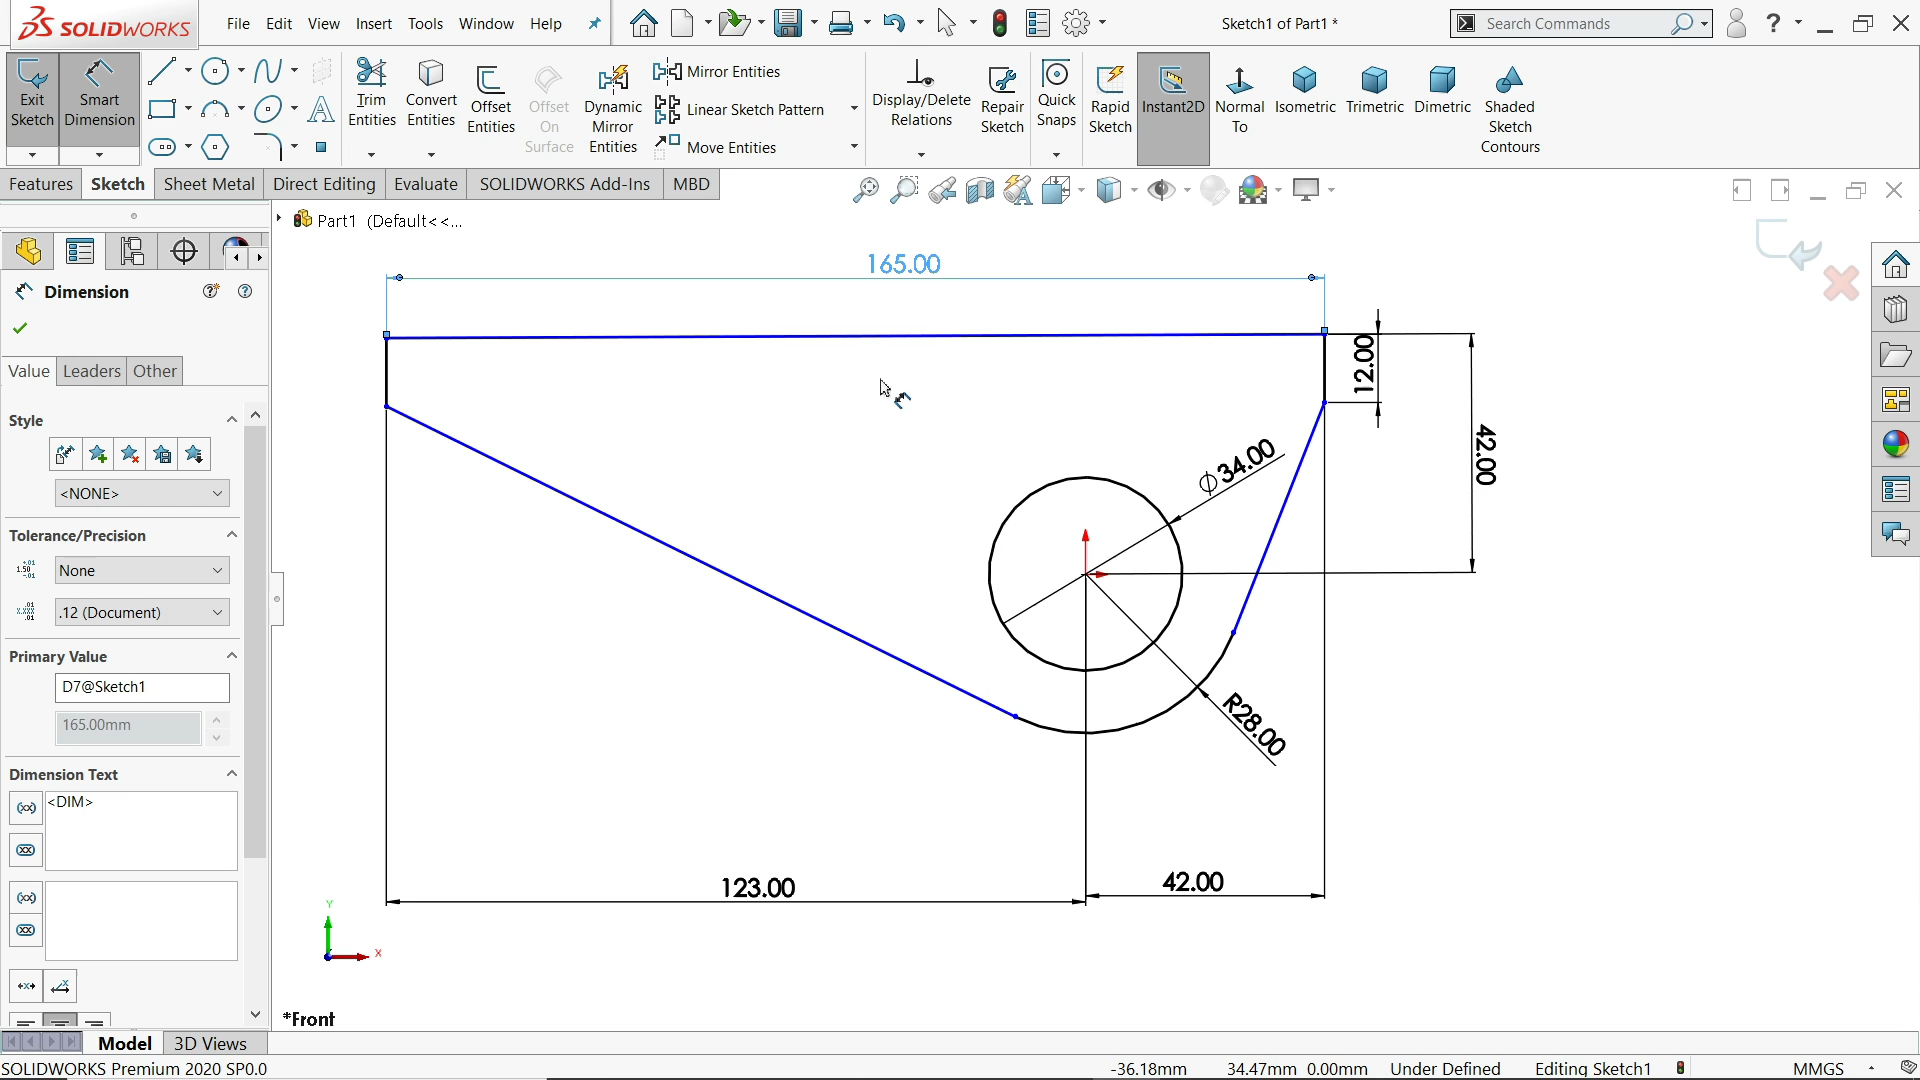 SOLIDWORKS
File Edit View Insert Tools Window Help
Sketch1 of Part1 *
Search Commands
?
Exit Sketch
Smart Dimension
Trim Entities
Convert Entities
Offset Entities
Offset On Surface
Dynamic Mirror Entities
Mirror Entities
Linear Sketch Pattern
Move Entities
Display/Delete Relations
Repair Sketch
Quick Snaps
Rapid Sketch
Instant2D
Normal To
Isometric
Trimetric
Dimetric
Shaded Sketch Contours
Features Sketch Sheet Metal Direct Editing Evaluate SOLIDWORKS Add-Ins MBD
Part1 (Default<<...
Dimension
Value Leaders Other
Style
<NONE>
Tolerance/Precision
None
.12 (Document)
Primary Value
D7@Sketch1
165.00mm
Dimension Text
<DIM>
165.00
12.00
42.00
Φ34.00
R28.00
123.00
42.00
Y
X
*Front
Model 3D Views
SOLIDWORKS Premium 2020 SP0.0
-36.18mm 34.47mm 0.00mm Under Defined Editing Sketch1 MMGS